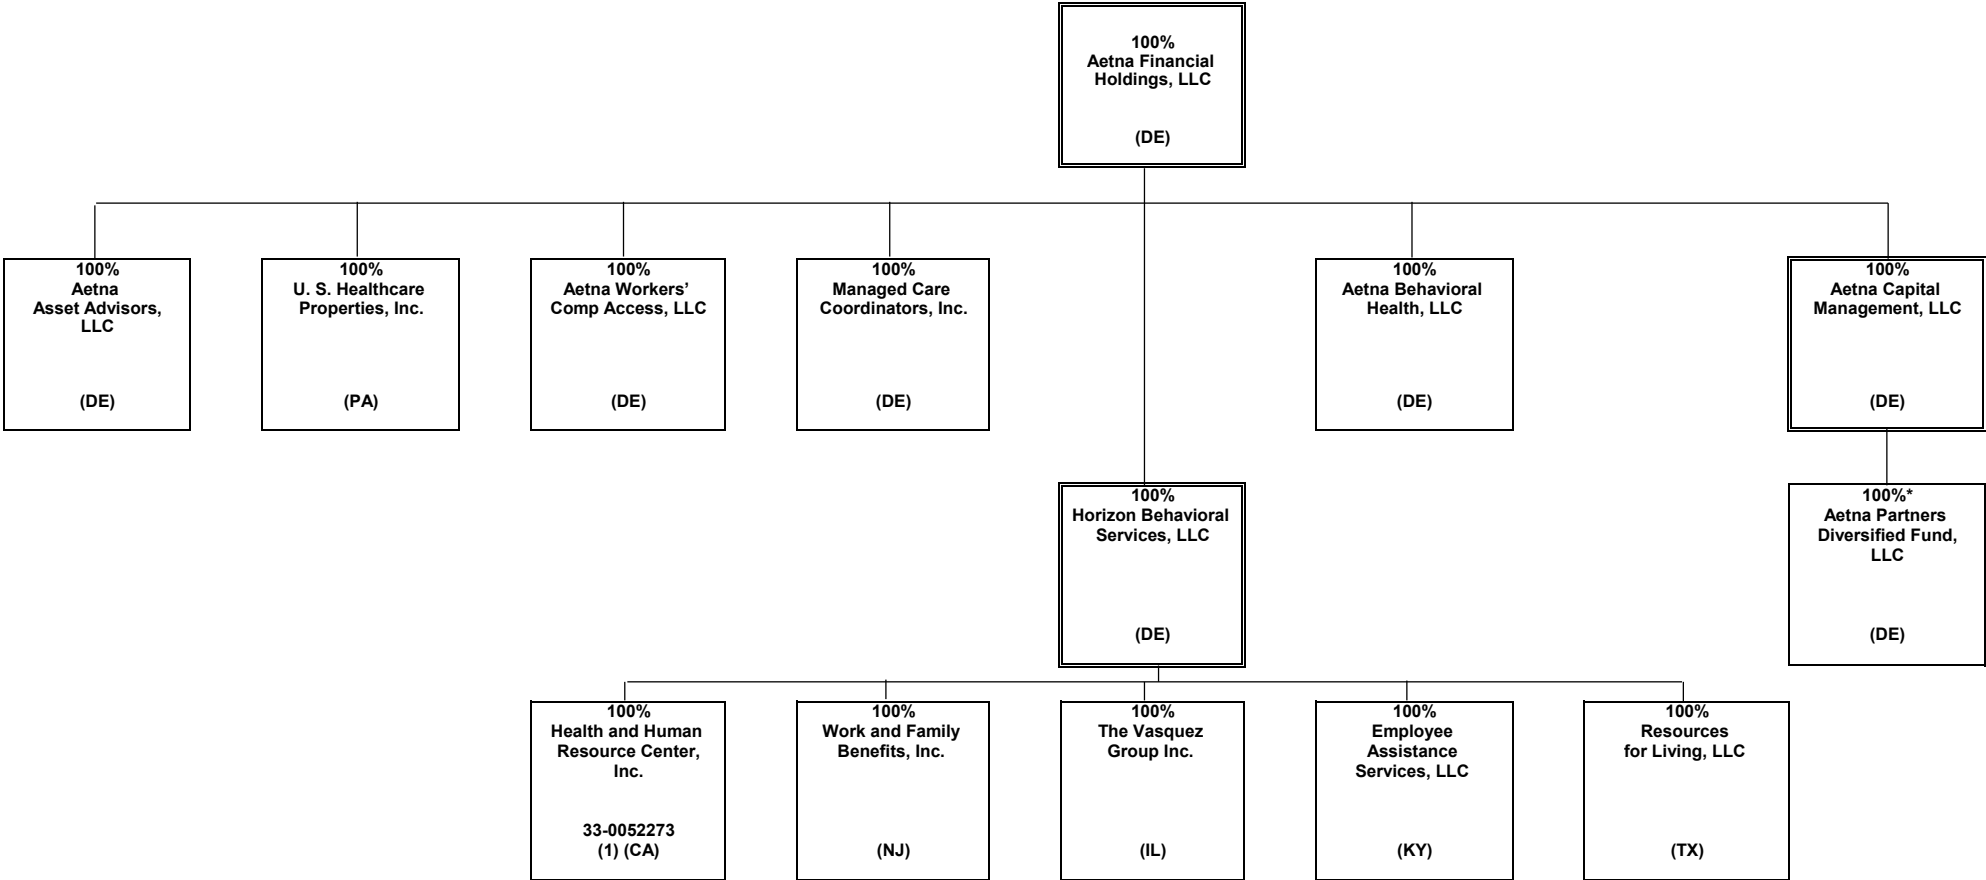 100%
Aetna Financial
Holdings, LLC
(DE)
100%
Aetna
Asset Advisors,
LLC
(DE)
100%
U. S. Healthcare
Properties, Inc.
(PA)
100%
Aetna Workers’
Comp Access, LLC
(DE)
100%
Managed Care
Coordinators, Inc.
(DE)
100%
Aetna Behavioral
Health, LLC
(DE)
100%
Aetna Capital
Management, LLC
(DE)
100%
Horizon Behavioral
Services, LLC
(DE)
100%*
Aetna Partners
Diversified Fund,
LLC
(DE)
100%
Health and Human
Resource Center,
Inc.
33-0052273
(1) (CA)
100%
Work and Family
Benefits, Inc.
(NJ)
100%
The Vasquez
Group Inc.
(IL)
100%
Employee
Assistance
Services, LLC
(KY)
100%
Resources
for Living, LLC
(TX)